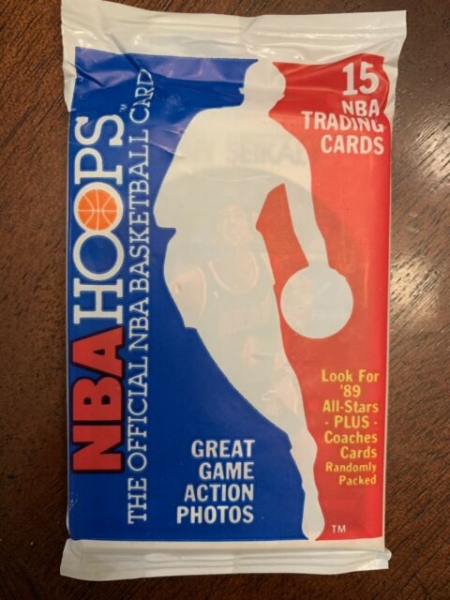 15
NBA
TRADING
CARDS
NBA HOOPS™
THE OFFICIAL NBA BASKETBALL CARD
GREAT
GAME
ACTION
PHOTOS
Look For
'89
All-Stars
- PLUS -
Coaches
Cards
Randomly
Packed
TM